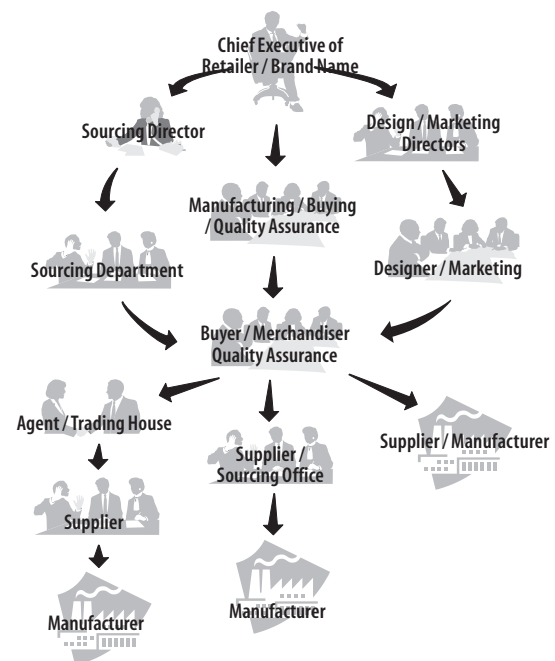 Chief Executive of
Retailer / Brand Name
Sourcing Director
Design / Marketing
Directors
Manufacturing / Buying
/ Quality Assurance
Sourcing Department
Designer / Marketing
Buyer / Merchandiser
Quality Assurance
Agent / Trading House
Supplier /
Sourcing Office
Supplier / Manufacturer
Supplier
Manufacturer
Manufacturer